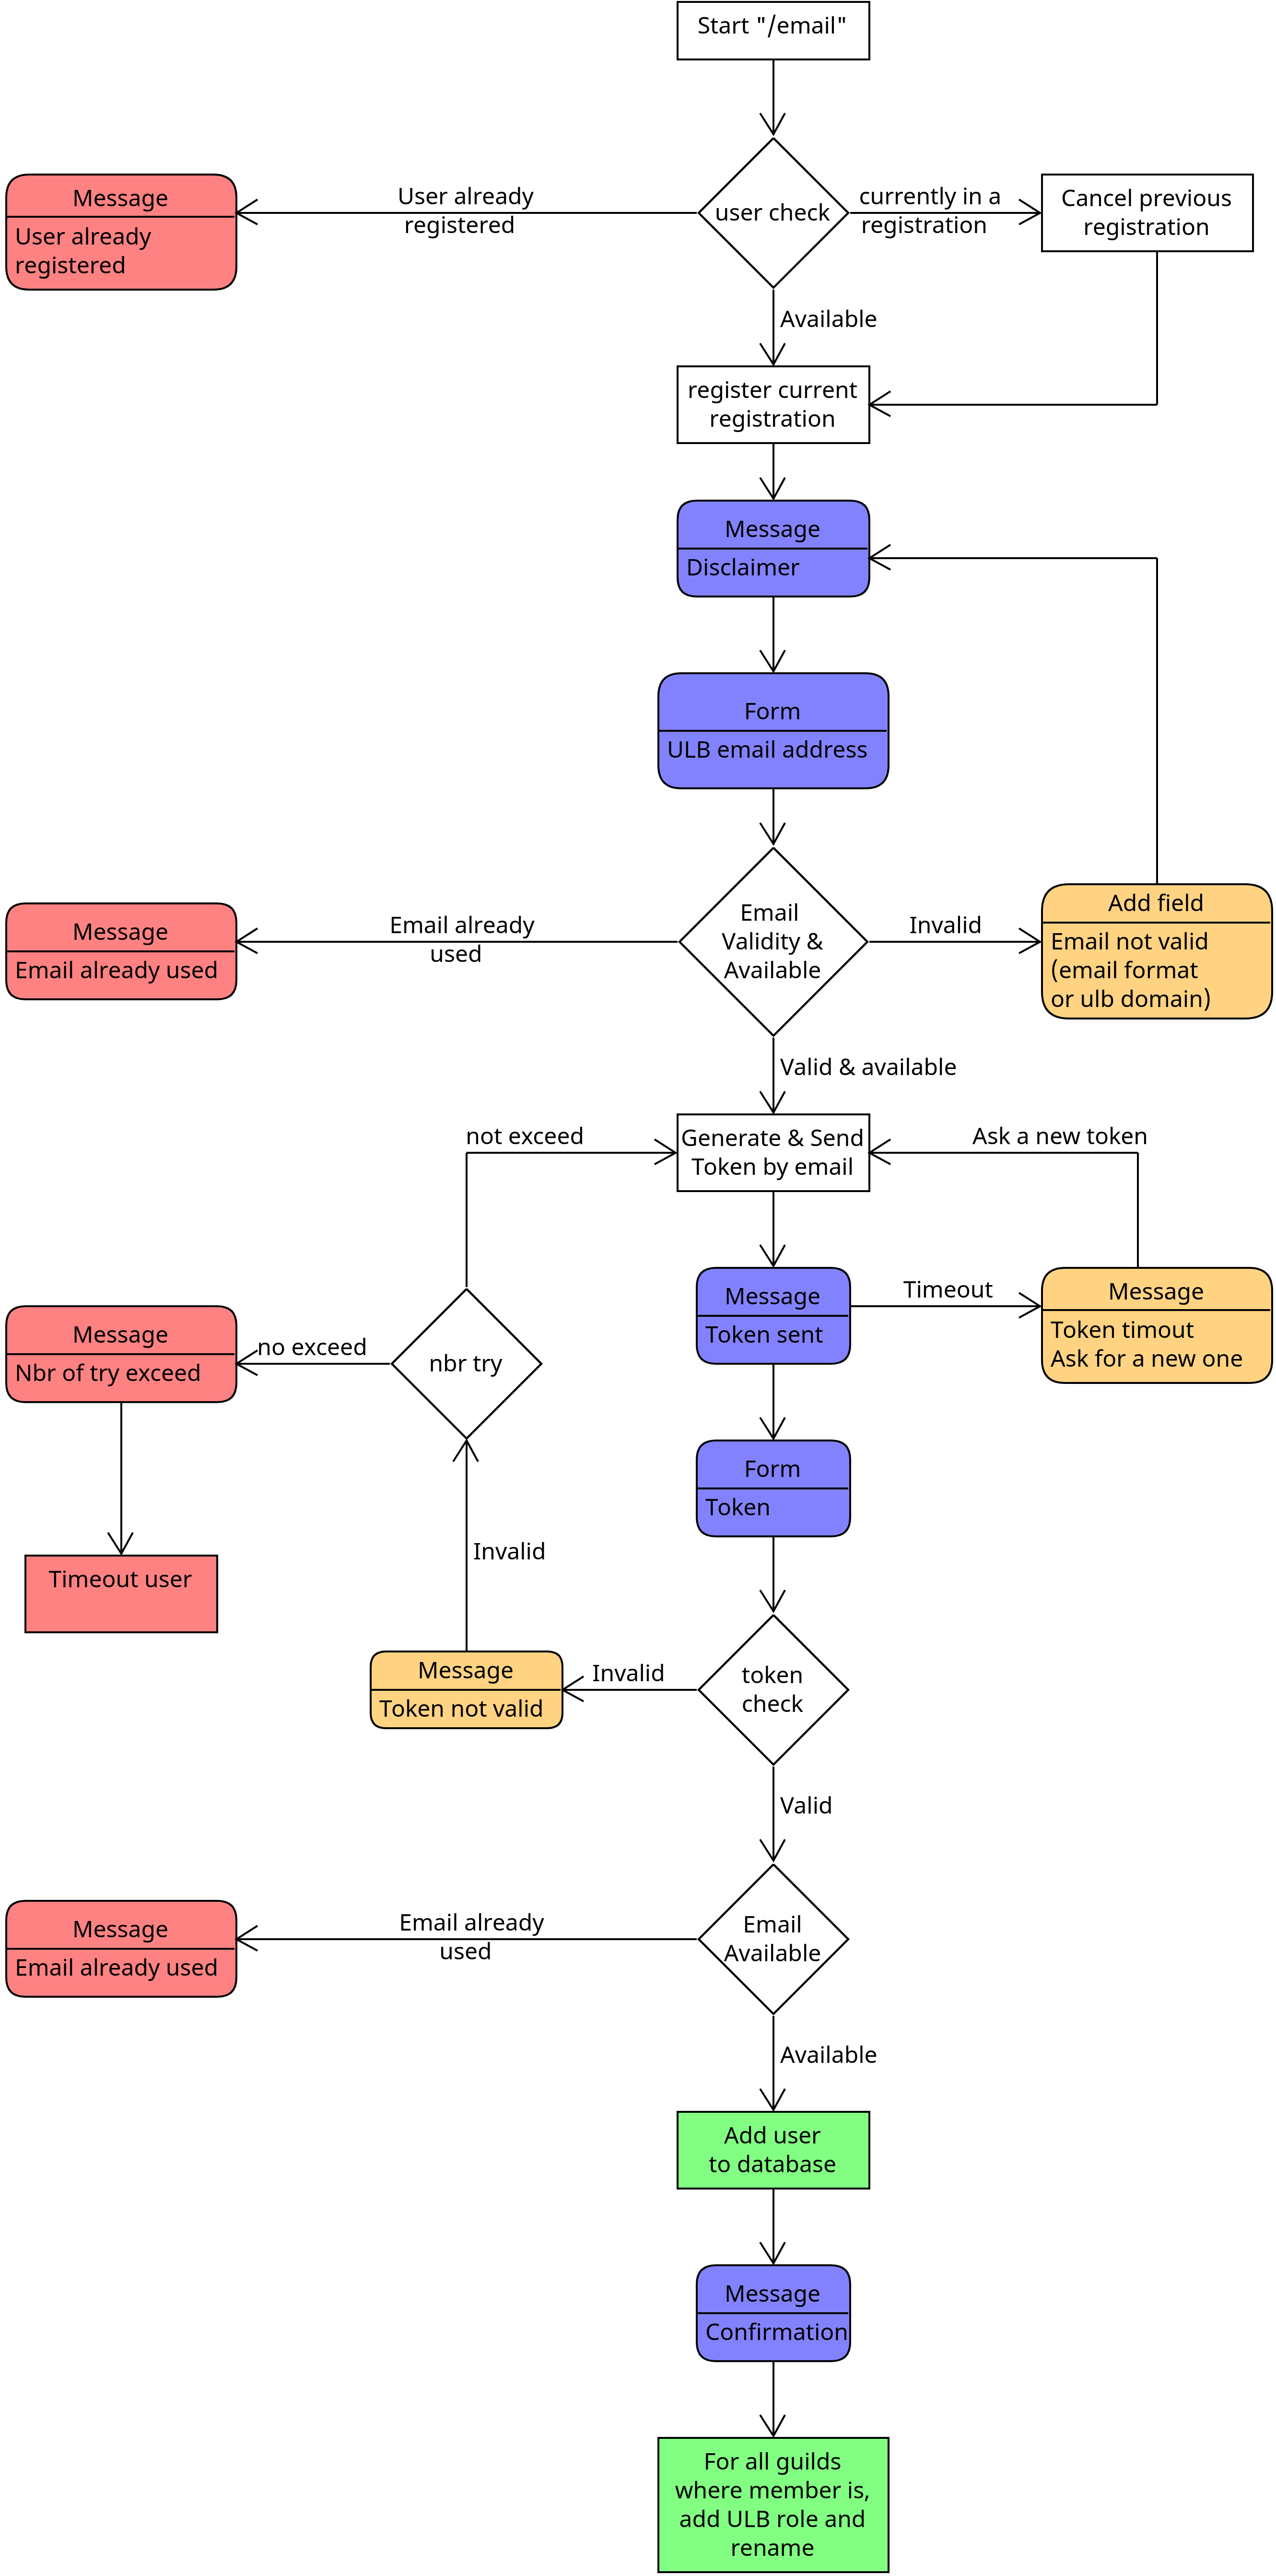 Start "/email"
user check
User already
registered
Message
User already
registered
currently in a
registration
Cancel previous
registration
Available
register current
registration
Message
Disclaimer
Form
ULB email address
Email
Validity &
Available
Email already
used
Message
Email already used
Invalid
Add field
Email not valid
(email format
or ulb domain)
Valid & available
Generate & Send
Token by email
not exceed
Ask a new token
Message
Token sent
Timeout
Message
Token timout
Ask for a new one
nbr try
no exceed
Message
Nbr of try exceed
Timeout user
Form
Token
Invalid
token
check
Invalid
Message
Token not valid
Valid
Email
Available
Email already
used
Message
Email already used
Available
Add user
to database
Message
Confirmation
For all guilds
where member is,
add ULB role and
rename